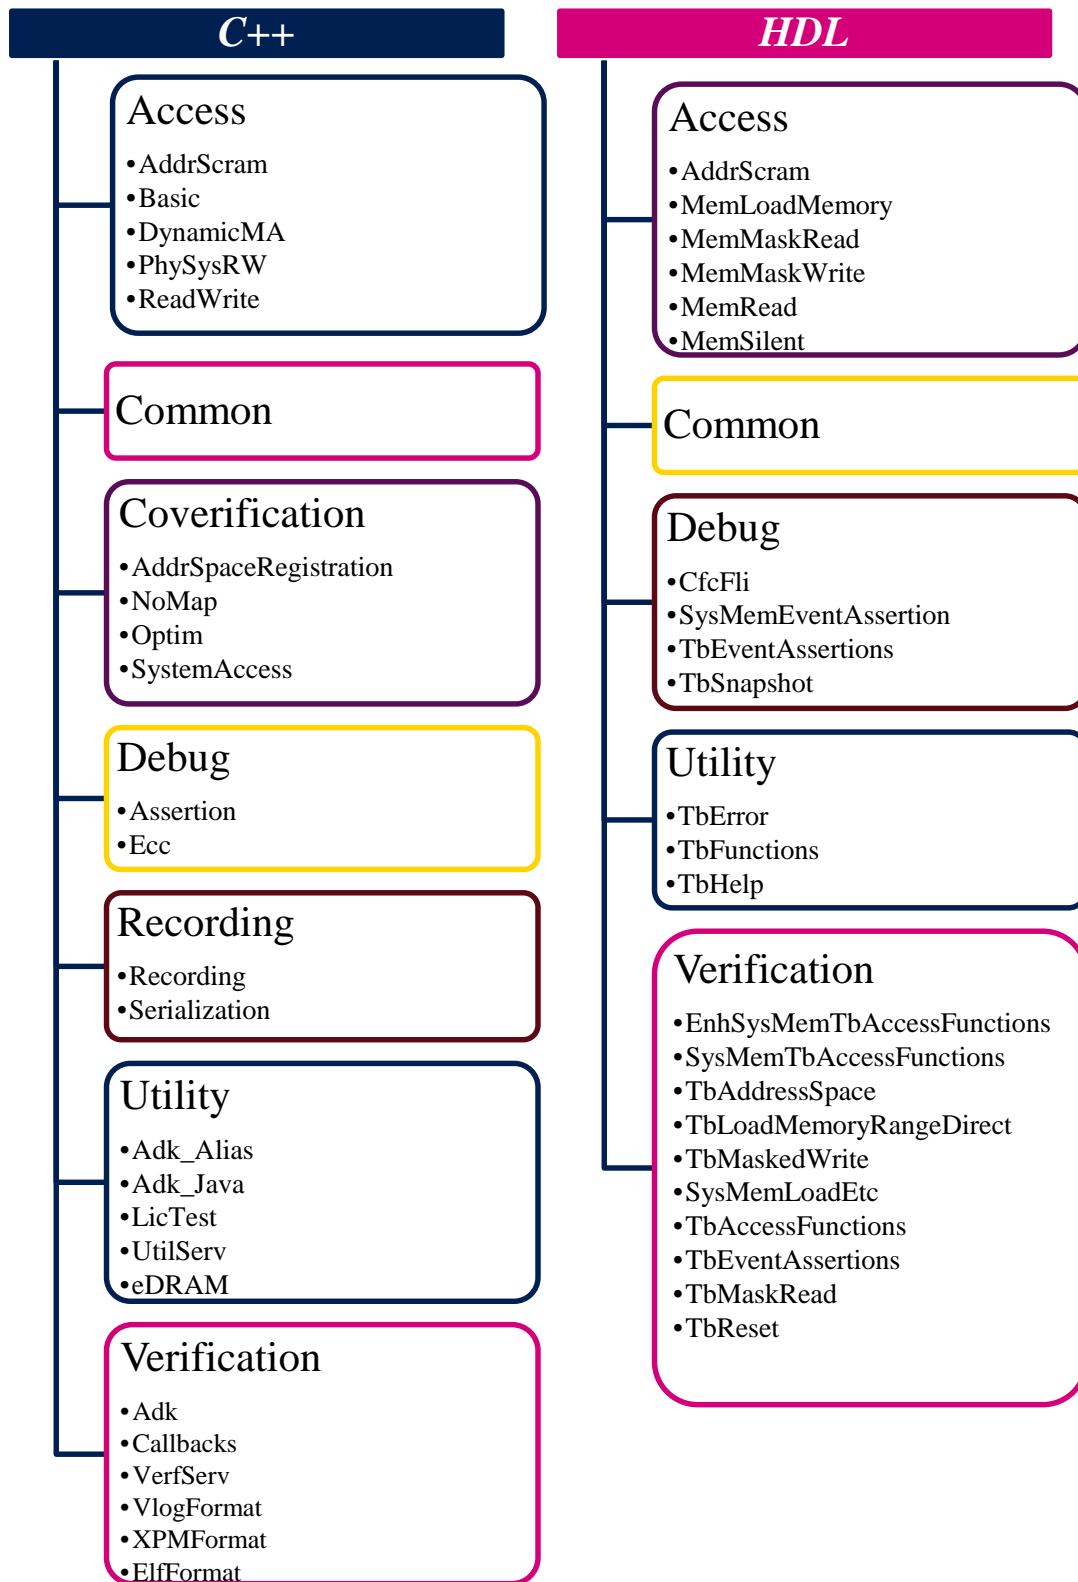 C++
Access
•AddrScram
•Basic
•DynamicMA
•PhySysRW
•ReadWrite
Common
Coverification
•AddrSpaceRegistration
•NoMap
•Optim
•SystemAccess
Debug
•Assertion
•Ecc
Recording
•Recording
•Serialization
Utility
•Adk_Alias
•Adk_Java
•LicTest
•UtilServ
•eDRAM
Verification
•Adk
•Callbacks
•VerfServ
•VlogFormat
•XPMFormat
•ElfFormat
HDL
Access
•AddrScram
•MemLoadMemory
•MemMaskRead
•MemMaskWrite
•MemRead
•MemSilent
Common
Debug
•CfcFli
•SysMemEventAssertion
•TbEventAssertions
•TbSnapshot
Utility
•TbError
•TbFunctions
•TbHelp
Verification
•EnhSysMemTbAccessFunctions
•SysMemTbAccessFunctions
•TbAddressSpace
•TbLoadMemoryRangeDirect
•TbMaskedWrite
•SysMemLoadEtc
•TbAccessFunctions
•TbEventAssertions
•TbMaskRead
•TbReset